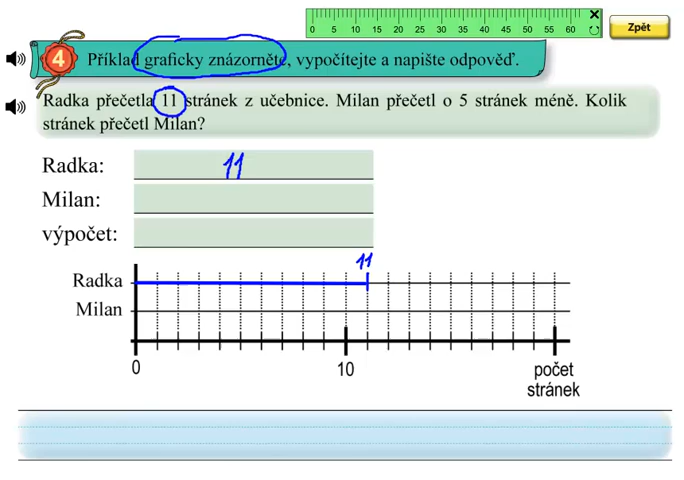 0 5 10 15 20 25 30 35 40 45 50 55 60
Zpět
4 Příklad graficky znázorněte, vypočítejte a napište odpověď.
Radka přečetla 11 stránek z učebnice. Milan přečetl o 5 stránek méně. Kolik
stránek přečetl Milan?
Radka: 11
Milan:
výpočet:
11
Radka
Milan
0 10 počet
stránek